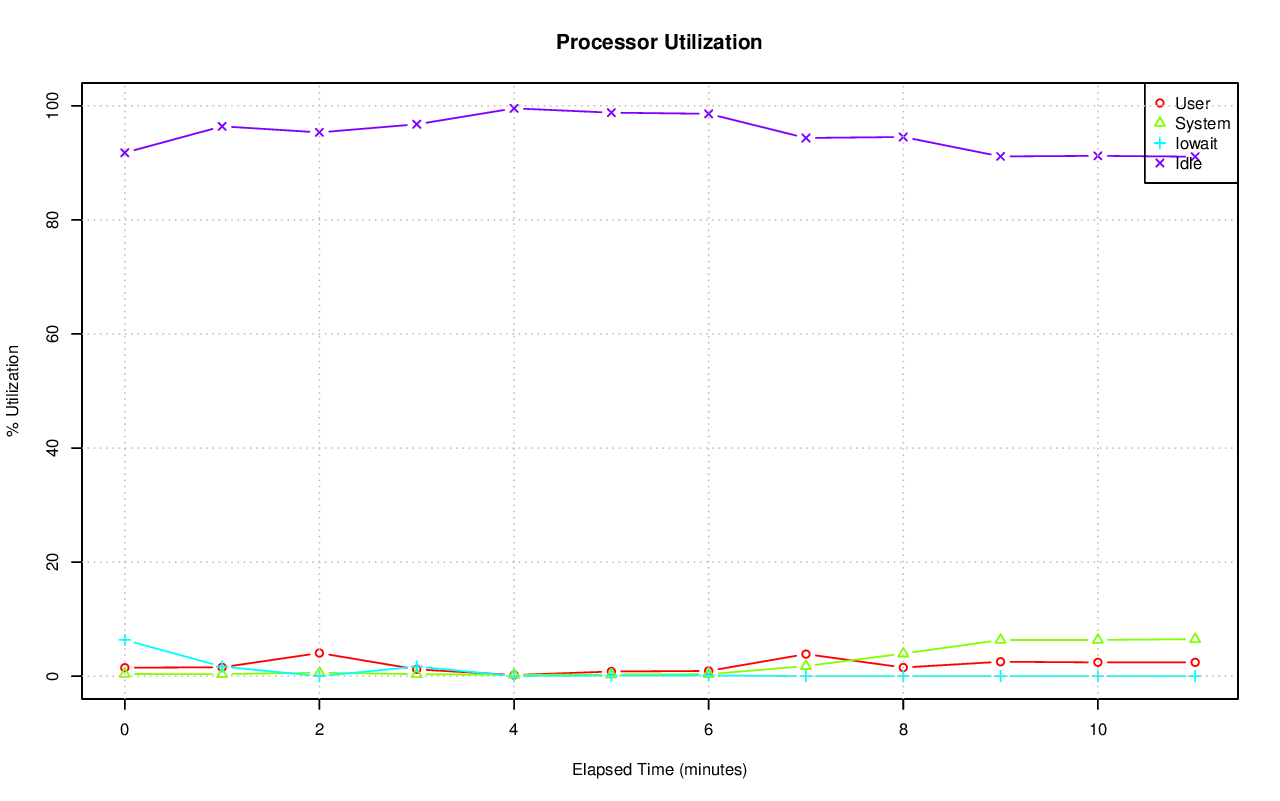 Processor Utilization
100
80
60
40
20
0
% Utilization
User
System
Iowait
Idle
0 2 4 6 8 10
Elapsed Time (minutes)